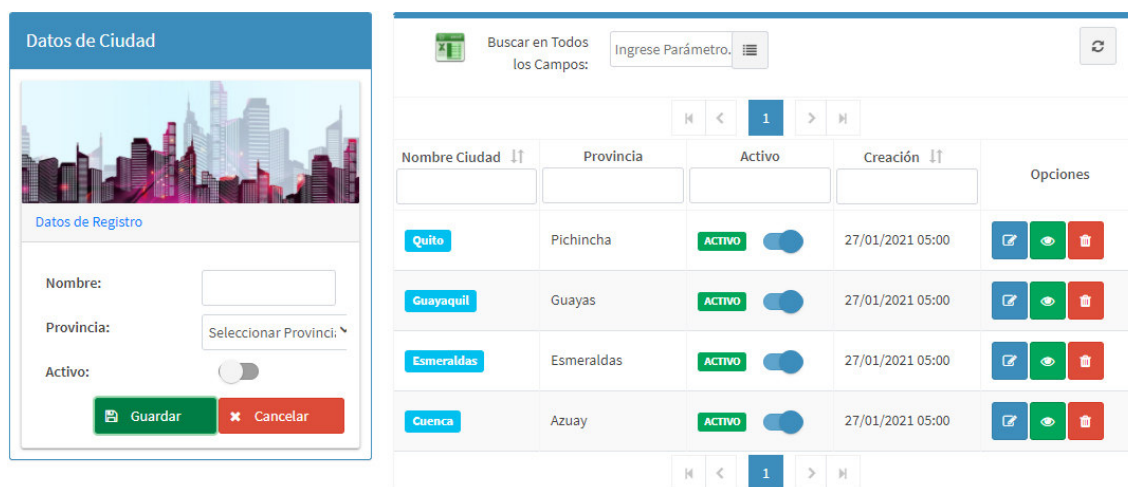 Datos de Ciudad
Datos de Registro
Nombre:
Provincia:
Seleccionar Provinci
Activo:
Guardar
Cancelar
Buscar en Todos
los Campos:
Ingrese Parámetro.
1
Nombre Ciudad
Provincia
Activo
Creación
Opciones
Quito Pichincha ACTIVO 27/01/2021 05:00
Guayaquil Guayas ACTIVO 27/01/2021 05:00
Esmeraldas Esmeraldas ACTIVO 27/01/2021 05:00
Cuenca Azuay ACTIVO 27/01/2021 05:00
1